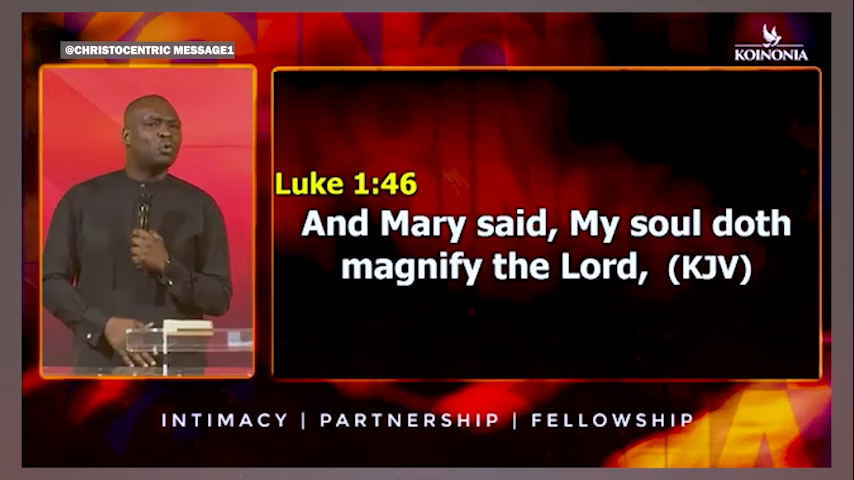 @CHRISTOCENTRIC MESSAGE1
KOINONIA
Luke 1:46
And Mary said, My soul doth
magnify the Lord, (KJV)
INTIMACY | PARTNERSHIP | FELLOWSHIP